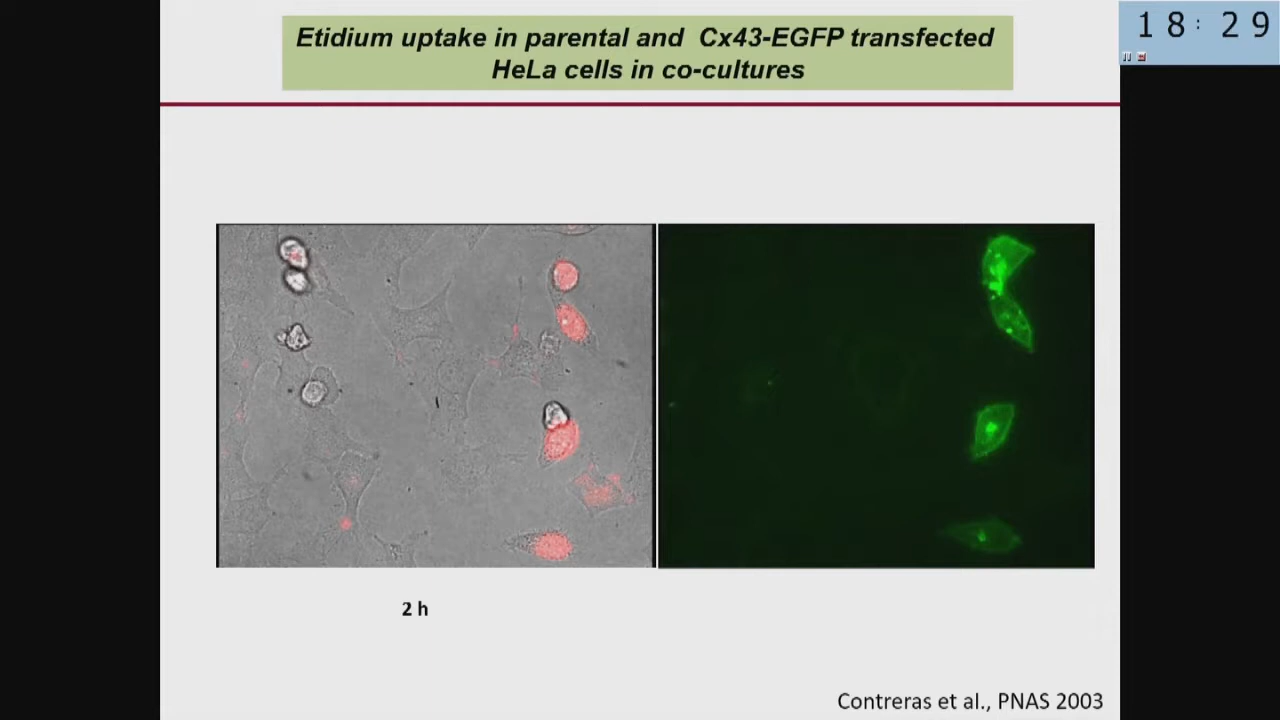 Etidium uptake in parental and Cx43-EGFP transfected
HeLa cells in co-cultures
18:29
2 h
Contreras et al., PNAS 2003